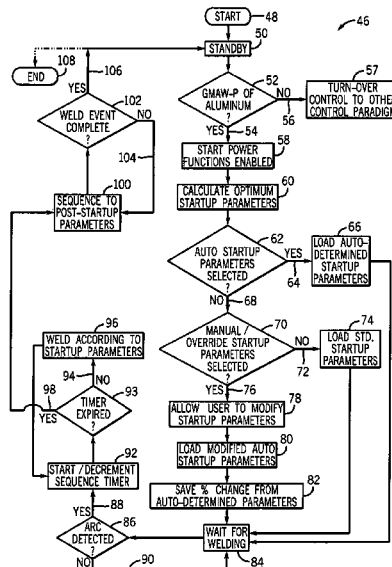 START
48
46
STANDBY
50
END
108
106
YES
102
WELD EVENT
COMPLETE
?
NO
104
52
GMAW-P OF
ALUMINUM
?
NO
56
57
TURN-OVER
CONTROL TO OTHER
CONTROL PARADIGM
YES
54
START POWER
FUNCTIONS ENABLED
58
CALCULATE OPTIMUM
STARTUP PARAMETERS
60
100
SEQUENCE TO
POST-STARTUP
PARAMETERS
62
AUTO STARTUP
PARAMETERS
SELECTED
?
YES
64
66
LOAD AUTO-
DETERMINED
STARTUP
PARAMETERS
NO
68
70
MANUAL /
OVERRIDE STARTUP
PARAMETERS
SELECTED
?
NO
72
74
LOAD STD.
STARTUP
PARAMETERS
YES
76
ALLOW USER TO MODIFY
STARTUP PARAMETERS
78
LOAD MODIFIED AUTO
STARTUP PARAMETERS
80
SAVE % CHANGE FROM
AUTO-DETERMINED PARAMETERS
82
WAIT FOR
WELDING
84
96
WELD ACCORDING TO
STARTUP PARAMETERS
98
94
NO
YES
93
TIMER
EXPIRED
?
92
START/DECREMENT
SEQUENCE TIMER
YES
88
86
ARC
DETECTED
?
NO
90